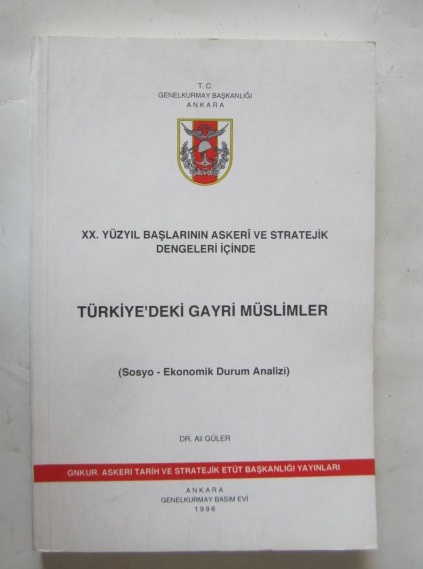 T. C.
GENELKURMAY BAŞKANLIĞI
ANKARA
XX. YÜZYIL BAŞLARININ ASKERÎ VE STRATEJİK
DENGELERİ İÇİNDE
TÜRKİYE'DEKİ GAYRİ MÜSLİMLER
(Sosyo - Ekonomik Durum Analizi)
DR. Ali GÜLER
GNKUR. ASKERİ TARİH VE STRATEJİK ETÜT BAŞKANLIĞI YAYINLARI
ANKARA
GENELKURMAY BASIM EVİ
1996